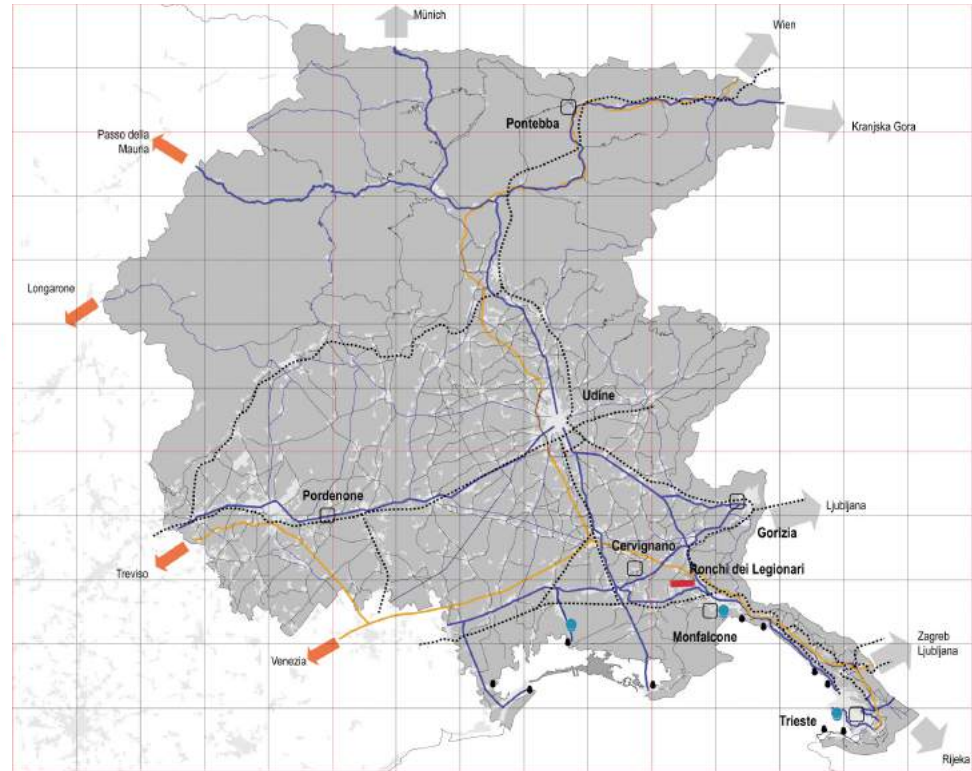 Münich
Wien
Pontebba
Passo della
Mauria
Kranjska Gora
Longarone
Udine
Pordenone
Ljubljana
Gorizia
Cervignano
Ronchi dei Legionari
Treviso
Monfalcone
Venezia
Zagreb
Ljubljana
Trieste
Rijeka